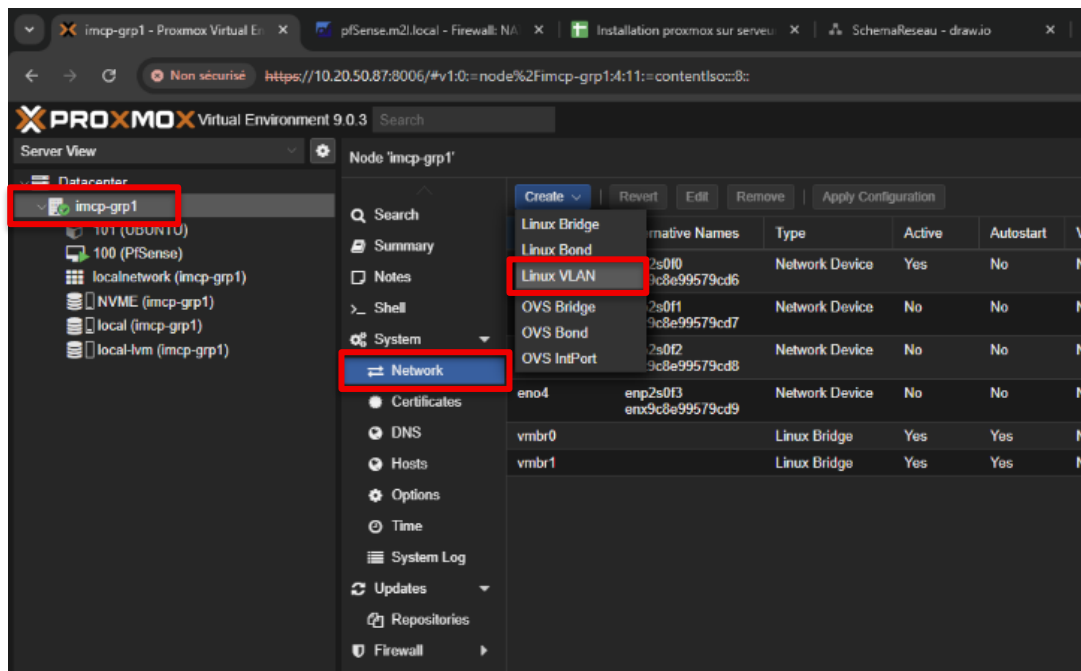 imcp-grp1 - Proxmox Virtual En
pfSense.m2l.local - Firewall: NA
Installation proxmox sur serveu
SchemaReseau - draw.io
Non sécurisé https://10.20.50.87:8006/#v1:0:=node%2Fimcp-grp1:4:11:=contentIso:::8::
PROXMOX Virtual Environment 9.0.3 Search
Server View
Node 'imcp-grp1'
Datacenter
imcp-grp1
101 (UBUNTU)
100 (PfSense)
localnetwork (imcp-grp1)
NVME (imcp-grp1)
local (imcp-grp1)
local-lvm (imcp-grp1)
Search
Summary
Notes
>_ Shell
System
Network
Certificates
DNS
Hosts
Options
Time
System Log
Updates
Repositories
Firewall
Create Revert Edit Remove Apply Configuration
Linux Bridge
Linux Bond
Linux VLAN
OVS Bridge
OVS Bond
OVS IntPort
rnative Names Type Active Autostart V
2s0f0 Network Device Yes No N
9c8e99579cd6
2s0f1 Network Device No No N
9c8e99579cd7
2s0f2 Network Device No No N
9c8e99579cd8
eno4 enp2s0f3 Network Device No No N
enx9c8e99579cd9
vmbr0 Linux Bridge Yes Yes N
vmbr1 Linux Bridge Yes Yes N